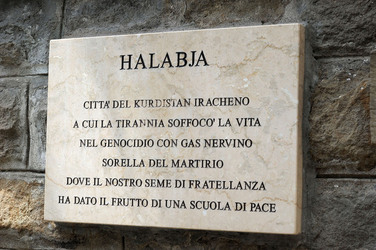 HALABJA
CITTA' DEL KURDISTAN IRACHENO
A CUI LA TIRANNIA SOFFOCO' LA VITA
NEL GENOCIDIO CON GAS NERVINO
SORELLA DEL MARTIRIO
DOVE IL NOSTRO SEME DI FRATELLANZA
HA DATO IL FRUTTO DI UNA SCUOLA DI PACE